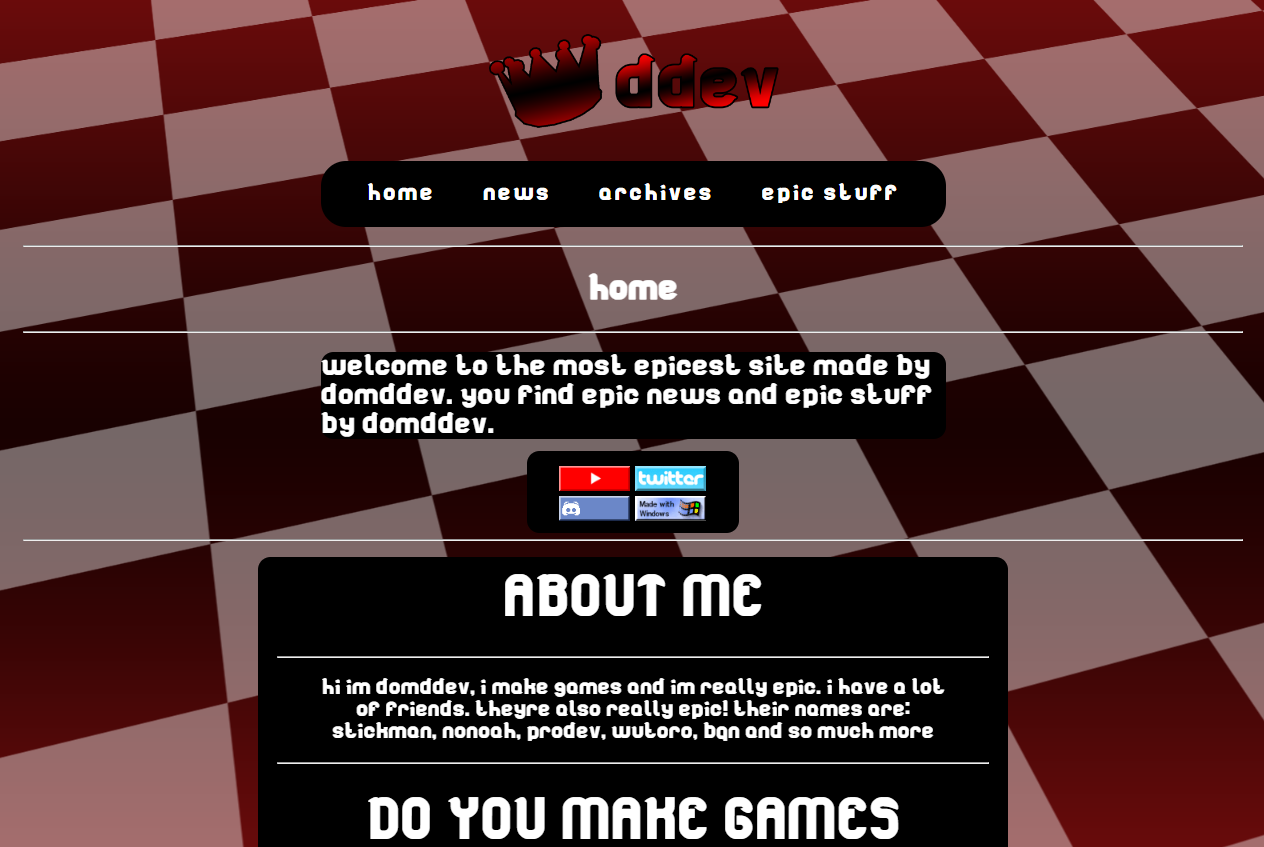 ddev
home news archives epic stuff
home
welcome to the most epicest site made by
domddev. you find epic news and epic stuff
by domddev.
twitter
Made with
Windows
ABOUT ME
hi im domddev, i make games and im really epic. i have a lot
of friends. theyre also really epic! their names are:
stickman, nonoah, prodev, wutoro, bqn and so much more
DO YOU MAKE GAMES